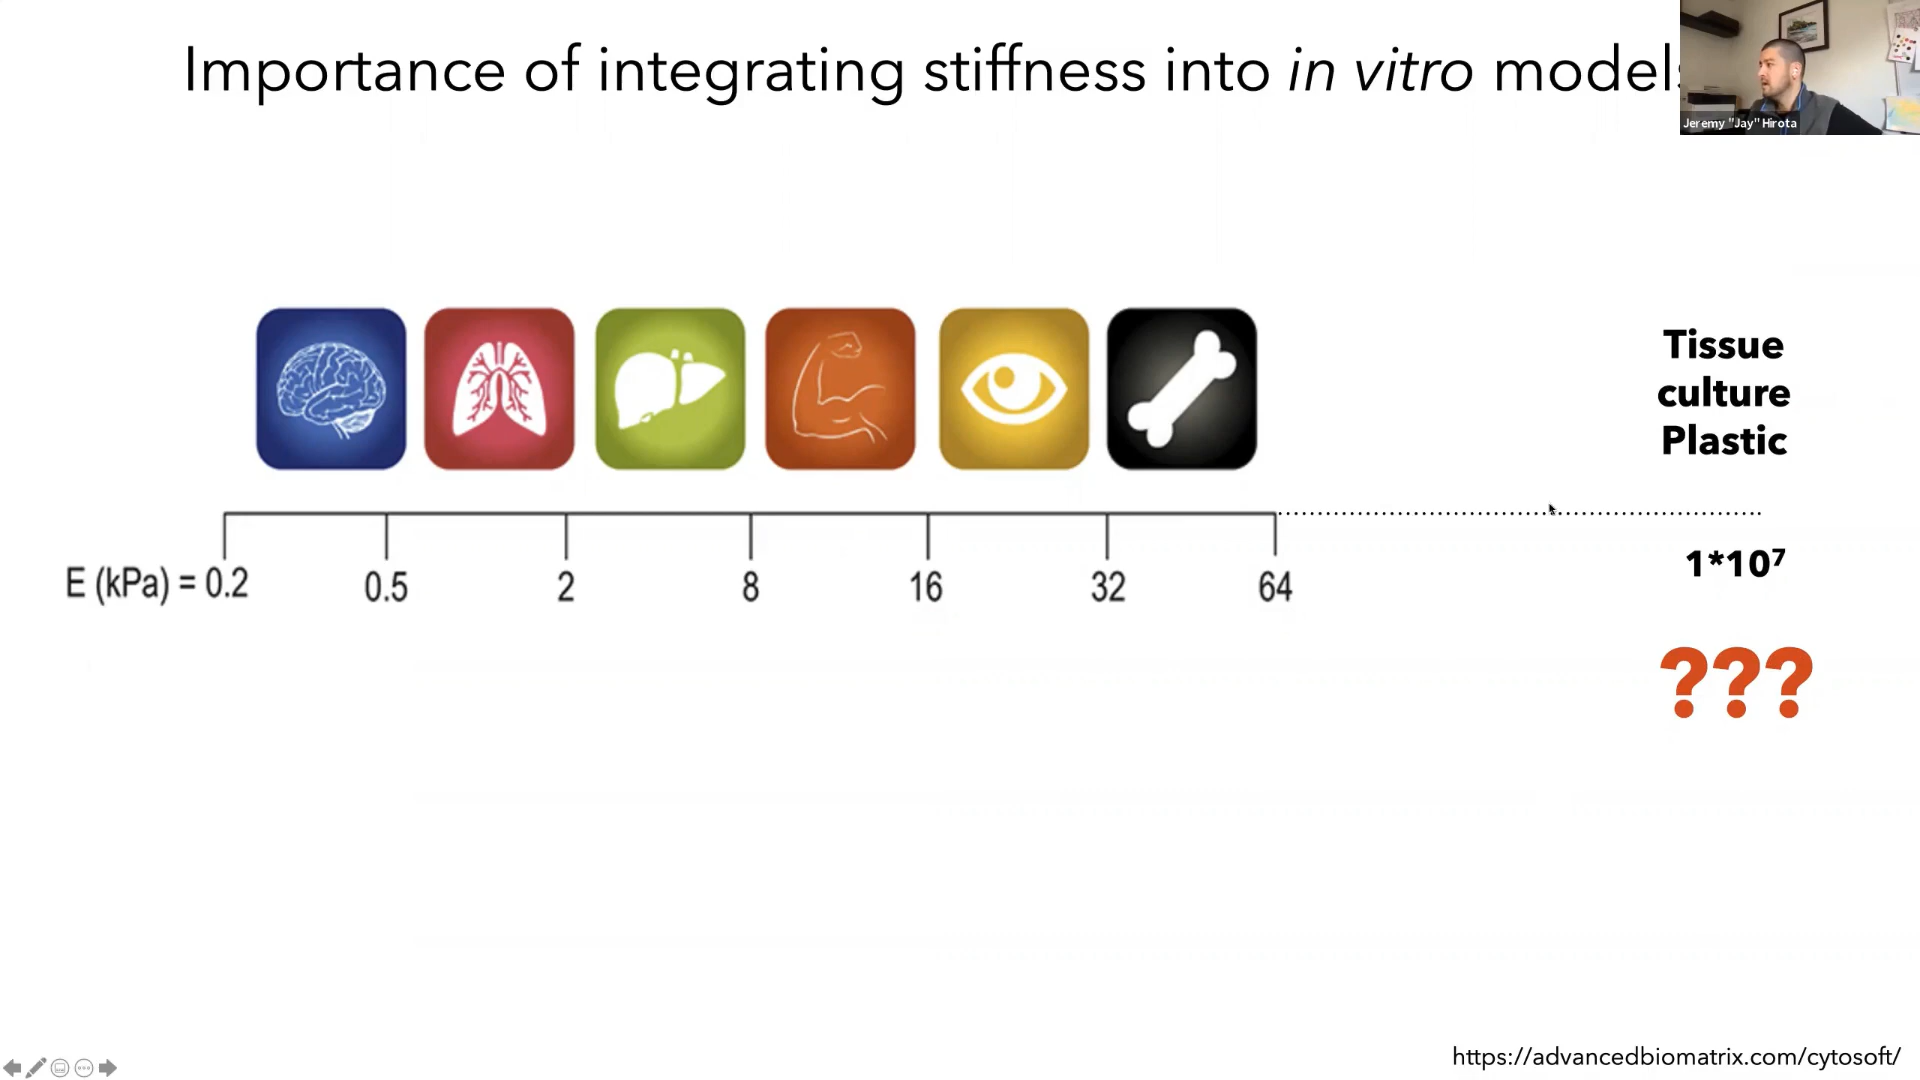 Importance of integrating stiffness into in vitro models
Jeremy "Jay" Hirota
Tissue
culture
Plastic
1*10⁷
E (kPa) = 0.2 0.5 2 8 16 32 64
???
https://advancedbiomatrix.com/cytosoft/